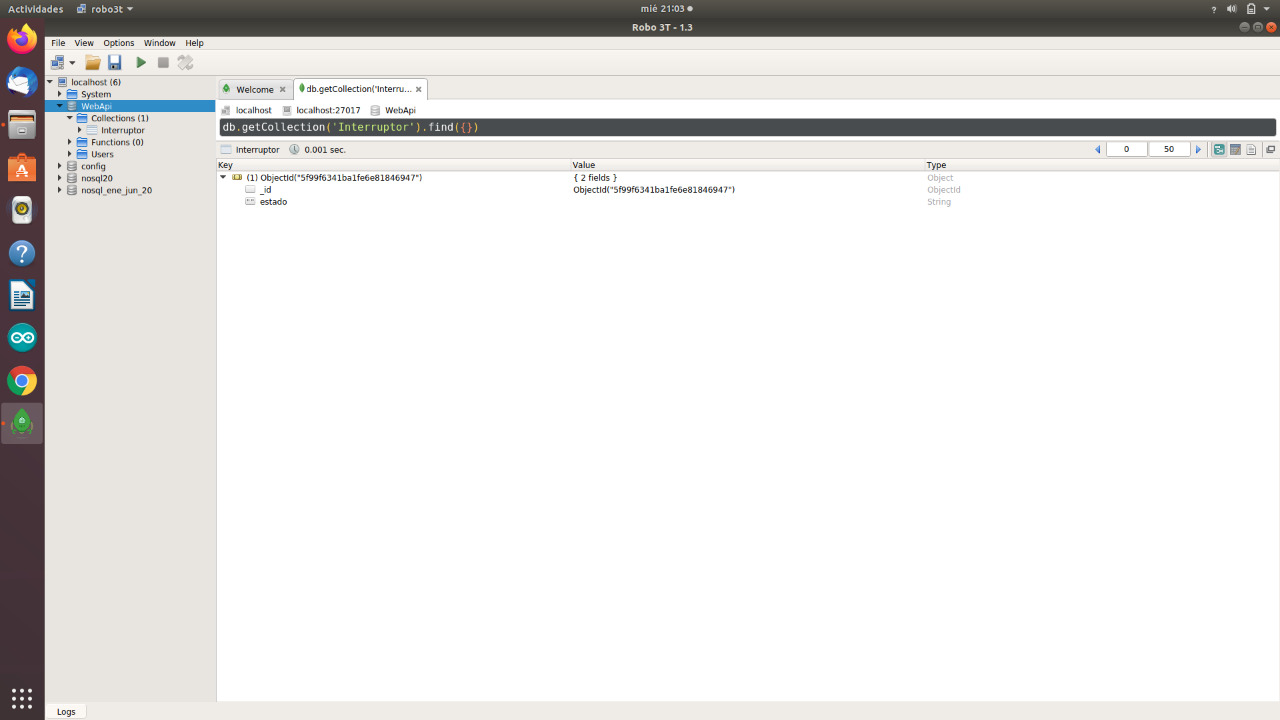 Actividades robo3t mié 21:03
Robo 3T - 1.3
File View Options Window Help
localhost (6)
System
WebApi
Collections (1)
Interruptor
Functions (0)
Users
config
nosql20
nosql_ene_jun_20
Welcome db.getCollection('Interru...
localhost localhost:27017 WebApi
db.getCollection('Interruptor').find({})
Interruptor 0.001 sec. 0 50
Key Value Type
(1) ObjectId("5f99f6341ba1fe6e81846947") { 2 fields } Object
_id ObjectId("5f99f6341ba1fe6e81846947") ObjectId
estado String
Logs